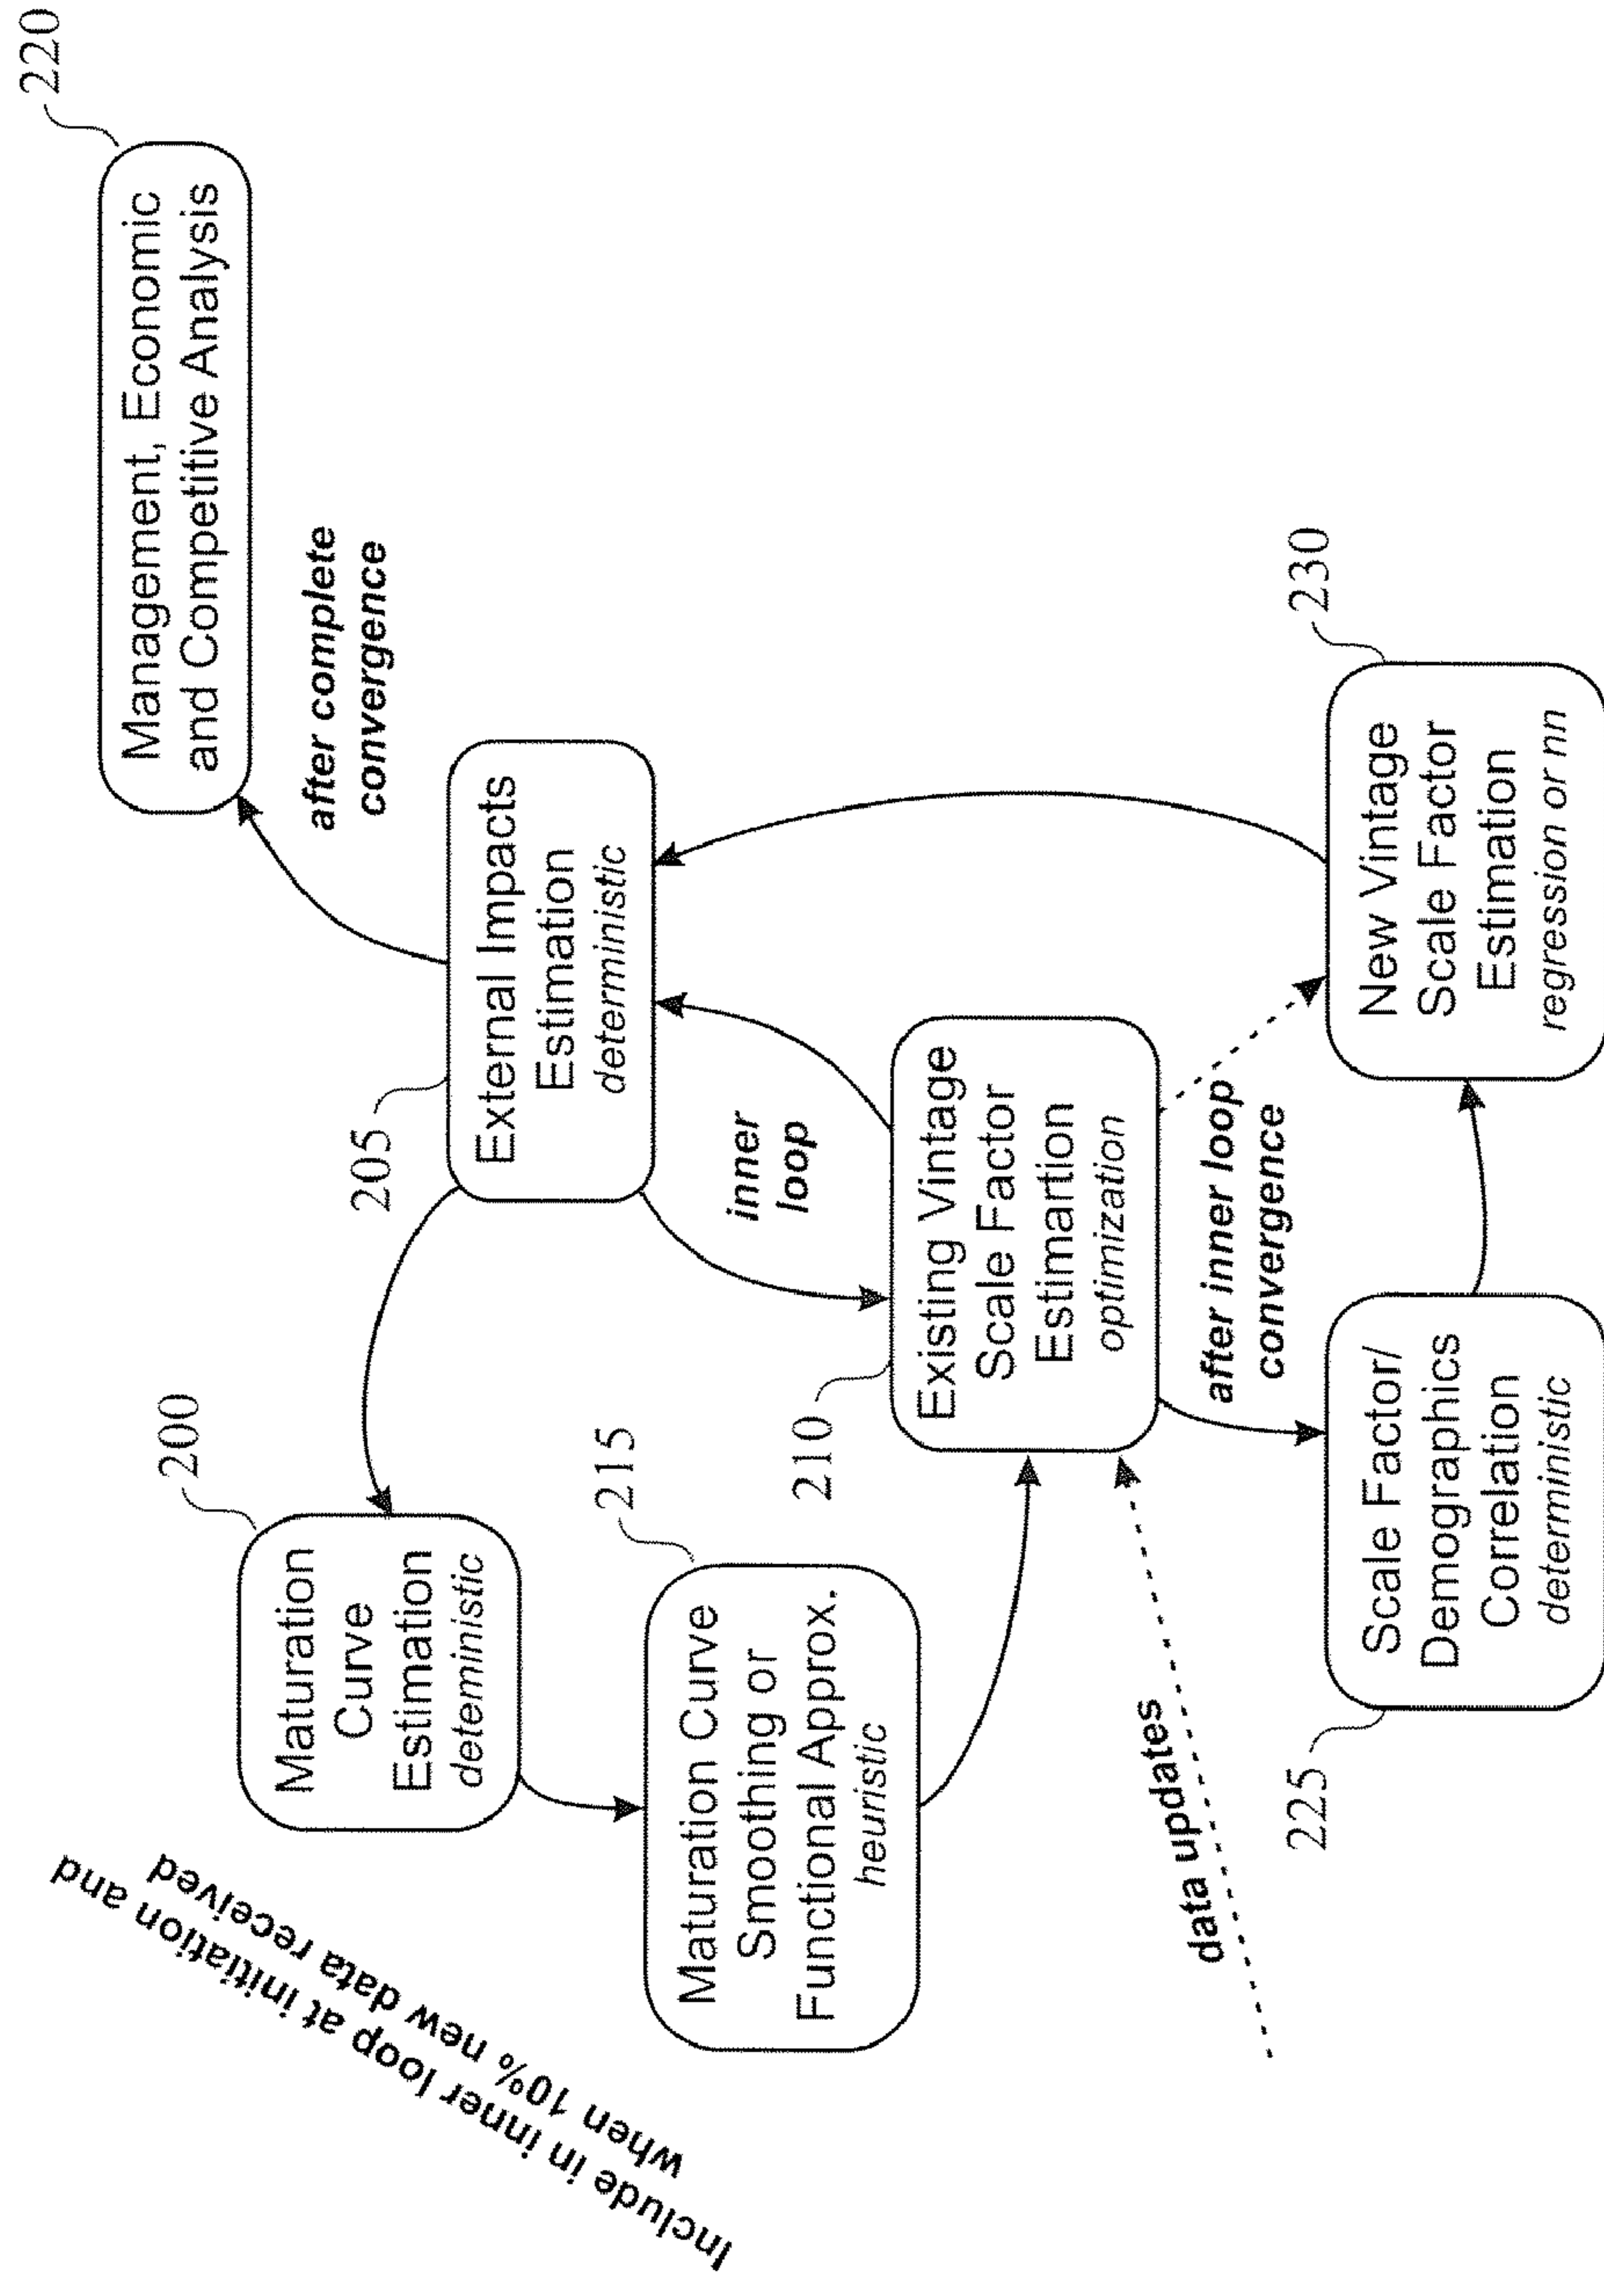 220
Management, Economic
and Competitive Analysis
after complete
convergence
205
External Impacts
Estimation
deterministic
200
Maturation
Curve
Estimation
deterministic
Include in inner loop at initiation and
when 10% new data received
215
Maturation Curve
Smoothing or
Functional Approx.
heuristic
inner
loop
210
Existing Vintage
Scale Factor
Estimartion
optimization
data updates
after inner loop
convergence
225
Scale Factor/
Demographics
Correlation
deterministic
230
New Vintage
Scale Factor
Estimation
regression or nn